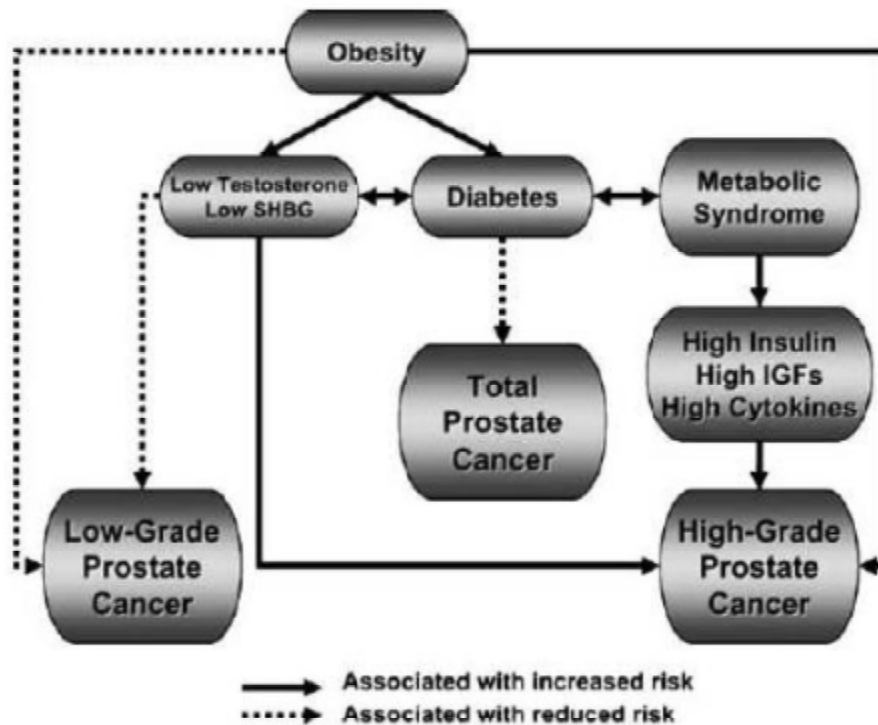 Obesity
Low Testosterone
Low SHBG
Diabetes
Metabolic
Syndrome
High Insulin
High IGFs
High Cytokines
Total
Prostate
Cancer
Low-Grade
Prostate
Cancer
High-Grade
Prostate
Cancer
Associated with increased risk
Associated with reduced risk